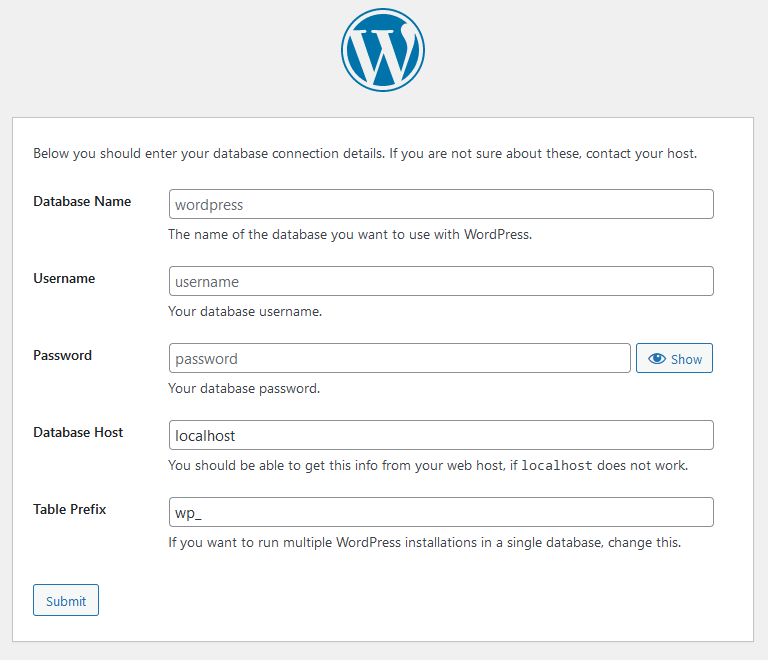 Below you should enter your database connection details. If you are not sure about these, contact your host.
Database Name
wordpress
The name of the database you want to use with WordPress.
Username
username
Your database username.
Password
password
Show
Your database password.
Database Host
localhost
You should be able to get this info from your web host, if localhost does not work.
Table Prefix
wp_
If you want to run multiple WordPress installations in a single database, change this.
Submit